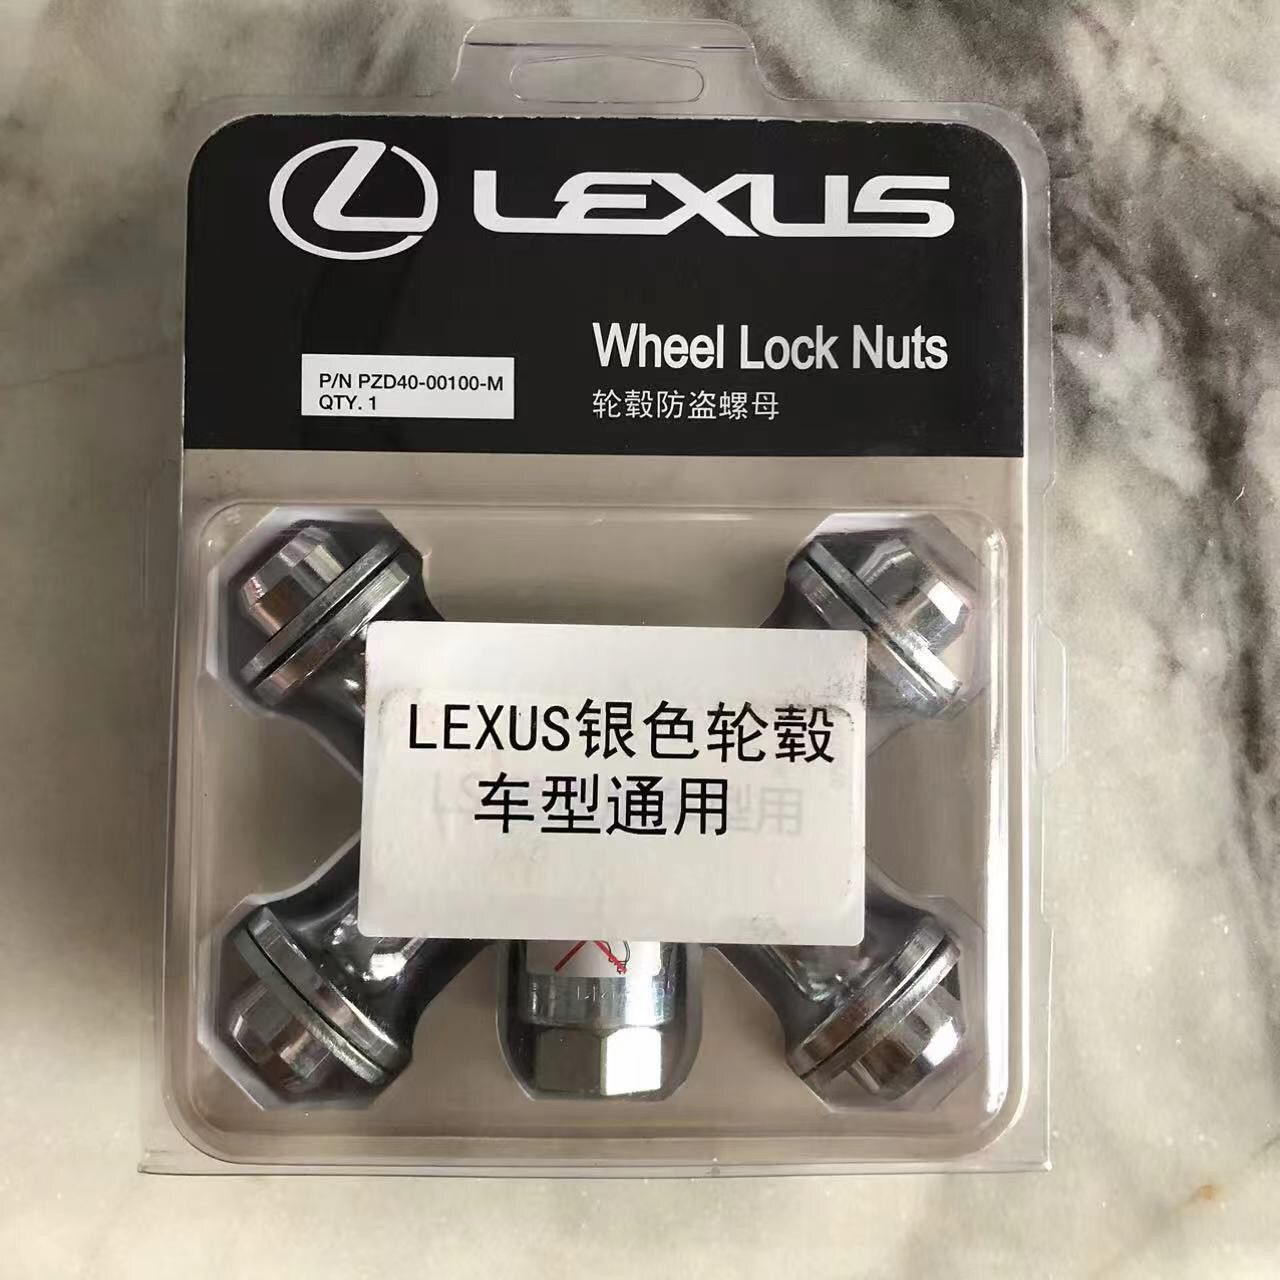 LEXUS
Wheel Lock Nuts
P/N PZD40-00100-M
QTY. 1
轮毂防盗螺母
LEXUS银色轮毂
车型通用